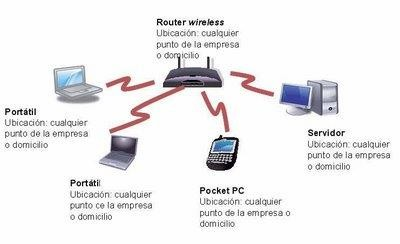 Router wireless
Ubicación: cualquier
punto de la empresa
o domicilio
Portátil
Ubicación: cualquier
punto de la empresa
o domicilio
Servidor
Ubicación: cualquier
punto de la empresa
o domicilio
Portátil
Ubicación: cualquier
punto ce la empresa
o domicilio
Pocket PC
Ubicación: cualquier
punto de la empresa o
domicilio